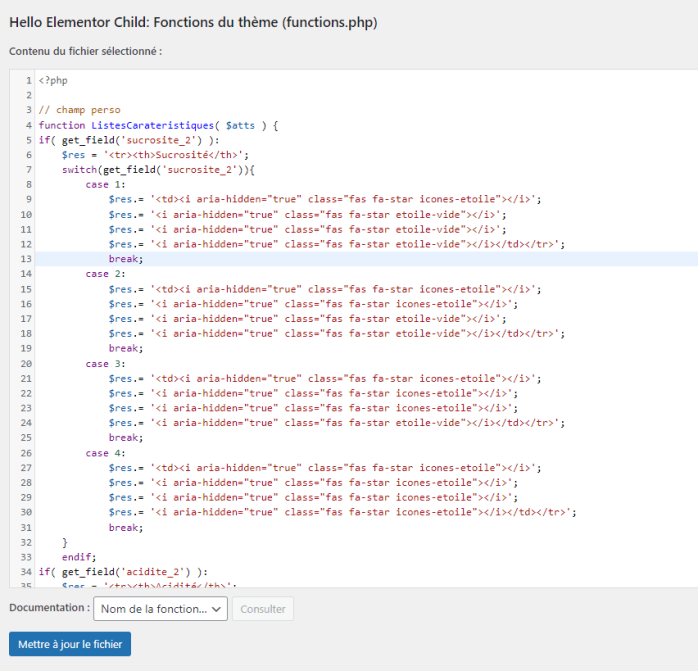 Hello Elementor Child: Fonctions du thème (functions.php)
Contenu du fichier sélectionné :
1 <?php
2
3 // champ perso
4 function ListesCarateristiques( $atts ) {
5 if( get_field('sucrosite_2') ):
6 $res = '<tr><th>Sucrosité</th>';
7 switch(get_field('sucrosite_2')){
8 case 1:
9 $res.= '<td><i aria-hidden="true" class="fas fa-star icones-etoile"></i>';
10 $res.= '<i aria-hidden="true" class="fas fa-star etoile-vide"></i>';
11 $res.= '<i aria-hidden="true" class="fas fa-star etoile-vide"></i>';
12 $res.= '<i aria-hidden="true" class="fas fa-star etoile-vide"></i></td></tr>';
13 break;
14 case 2:
15 $res.= '<td><i aria-hidden="true" class="fas fa-star icones-etoile"></i>';
16 $res.= '<i aria-hidden="true" class="fas fa-star icones-etoile"></i>';
17 $res.= '<i aria-hidden="true" class="fas fa-star etoile-vide"></i>';
18 $res.= '<i aria-hidden="true" class="fas fa-star etoile-vide"></i></td></tr>';
19 break;
20 case 3:
21 $res.= '<td><i aria-hidden="true" class="fas fa-star icones-etoile"></i>';
22 $res.= '<i aria-hidden="true" class="fas fa-star icones-etoile"></i>';
23 $res.= '<i aria-hidden="true" class="fas fa-star icones-etoile"></i>';
24 $res.= '<i aria-hidden="true" class="fas fa-star etoile-vide"></i></td></tr>';
25 break;
26 case 4:
27 $res.= '<td><i aria-hidden="true" class="fas fa-star icones-etoile"></i>';
28 $res.= '<i aria-hidden="true" class="fas fa-star icones-etoile"></i>';
29 $res.= '<i aria-hidden="true" class="fas fa-star icones-etoile"></i>';
30 $res.= '<i aria-hidden="true" class="fas fa-star icones-etoile"></i></td></tr>';
31 break;
32 }
33 endif;
34 if( get_field('acidite_2') ):
35 $res = '<tr><th>Acidité</th>';
Documentation : Nom de la fonction... Consulter
Mettre à jour le fichier